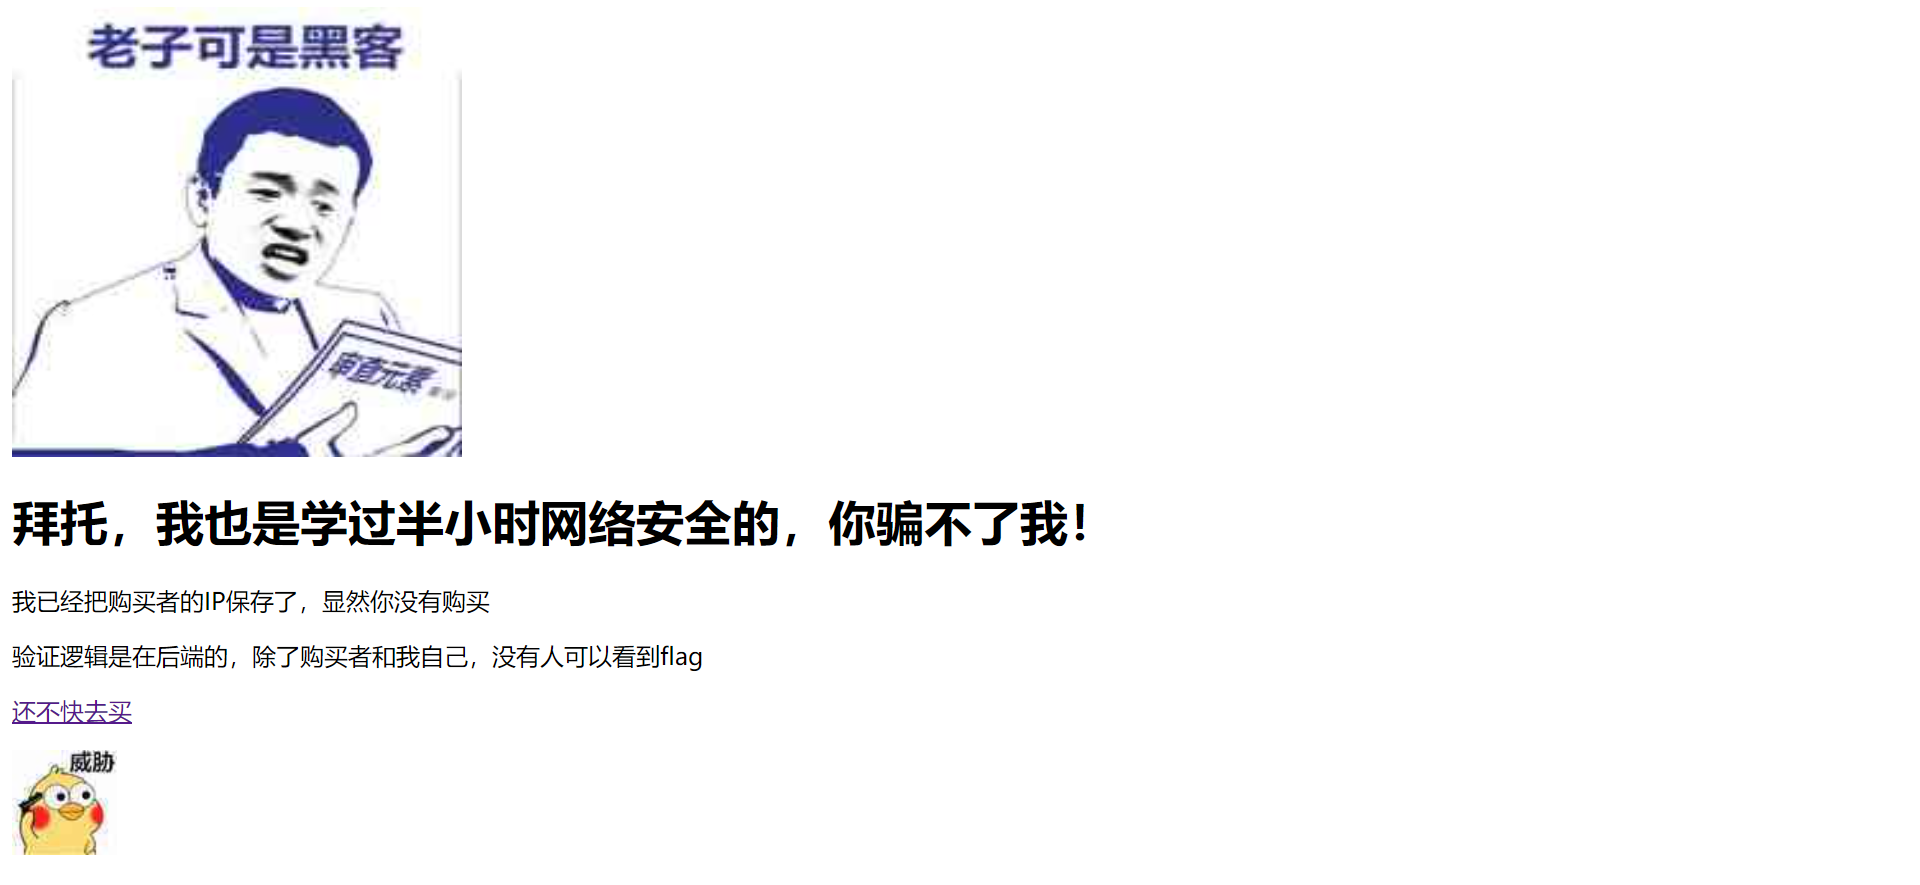 老子可是黑客
审查元素
拜托，我也是学过半小时网络安全的，你骗不了我！
我已经把购买者的IP保存了，显然你没有购买
验证逻辑是在后端的，除了购买者和我自己，没有人可以看到flag
还不快去买
威胁